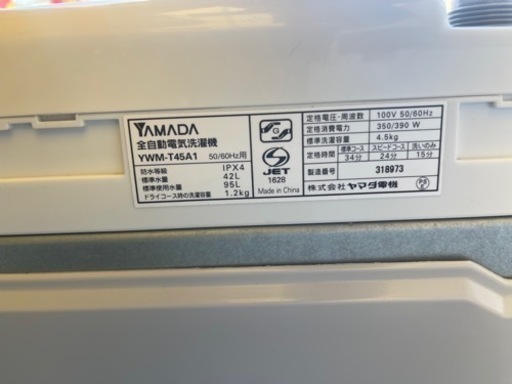 YAMADA
全自動電気洗濯機
YWM-T45A1 50/60Hz用
防水等級 IPX4
標準水量 42L
標準使用水量 95L
ドライコース時の洗濯容量 1.2kg
G
JET
1628
Made in China
定格電圧・周波数 100V 50/60Hz
定格消費電力 350/390 W
標準洗濯容量 4.5kg
定格時間 標準コース スピードコース 洗いのみ
34分 24分 15分
製造番号 318973
株式会社 ヤマダ電機